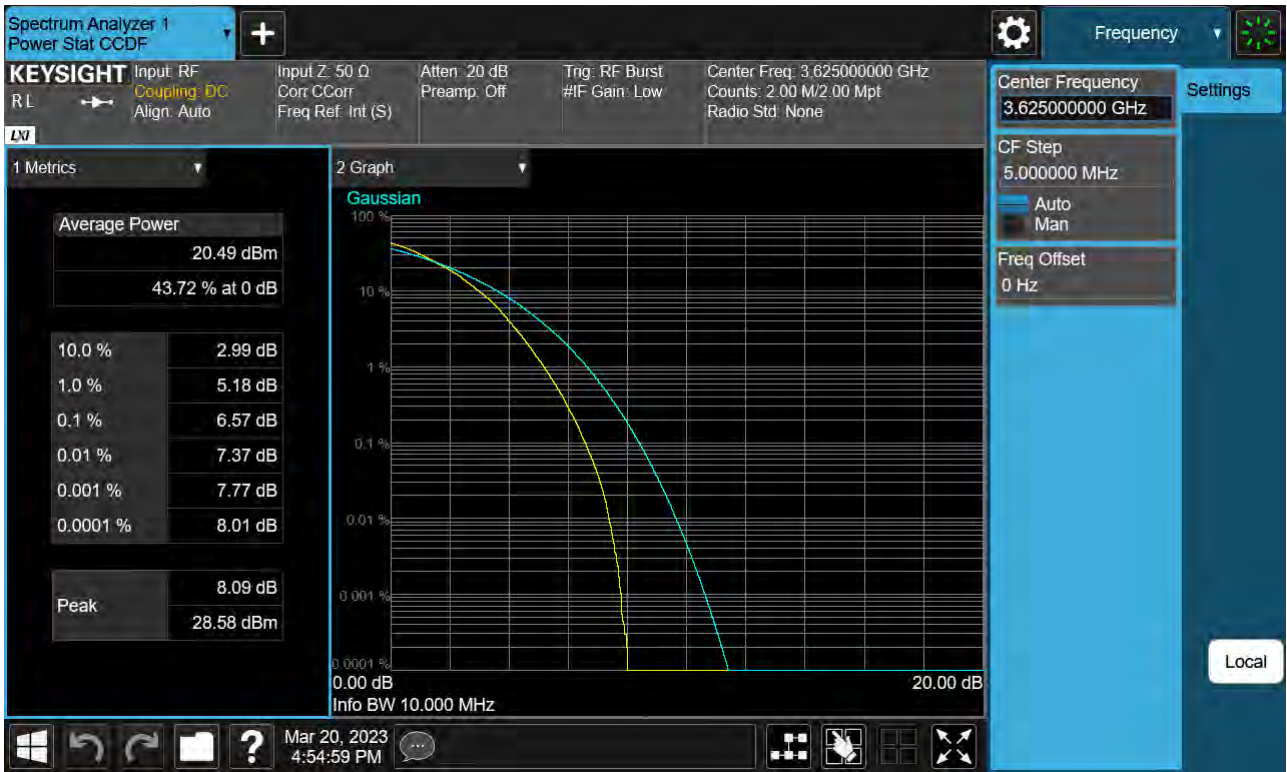 Spectrum Analyzer 1
Power Stat CCDF
+
Frequency
KEYSIGHT
RL
LXI
Input: RF
Coupling: DC
Align: Auto
Input Z: 50 Ω
Corr CCorr
Freq Ref: Int (S)
Atten: 20 dB
Preamp: Off
Trig: RF Burst
#IF Gain: Low
Center Freq: 3.625000000 GHz
Counts: 2.00 M/2.00 Mpt
Radio Std: None
Center Frequency
3.625000000 GHz
Settings
CF Step
5.000000 MHz
Auto
Man
Freq Offset
0 Hz
1 Metrics
Average Power
20.49 dBm
43.72 % at 0 dB
10.0 % 2.99 dB
1.0 % 5.18 dB
0.1 % 6.57 dB
0.01 % 7.37 dB
0.001 % 7.77 dB
0.0001 % 8.01 dB
Peak
8.09 dB
28.58 dBm
2 Graph
Gaussian
100 %
10 %
1 %
0.1 %
0.01 %
0.001 %
0.0001 %
0.00 dB 20.00 dB
Info BW 10.000 MHz
Local
?
Mar 20, 2023
4:54:59 PM